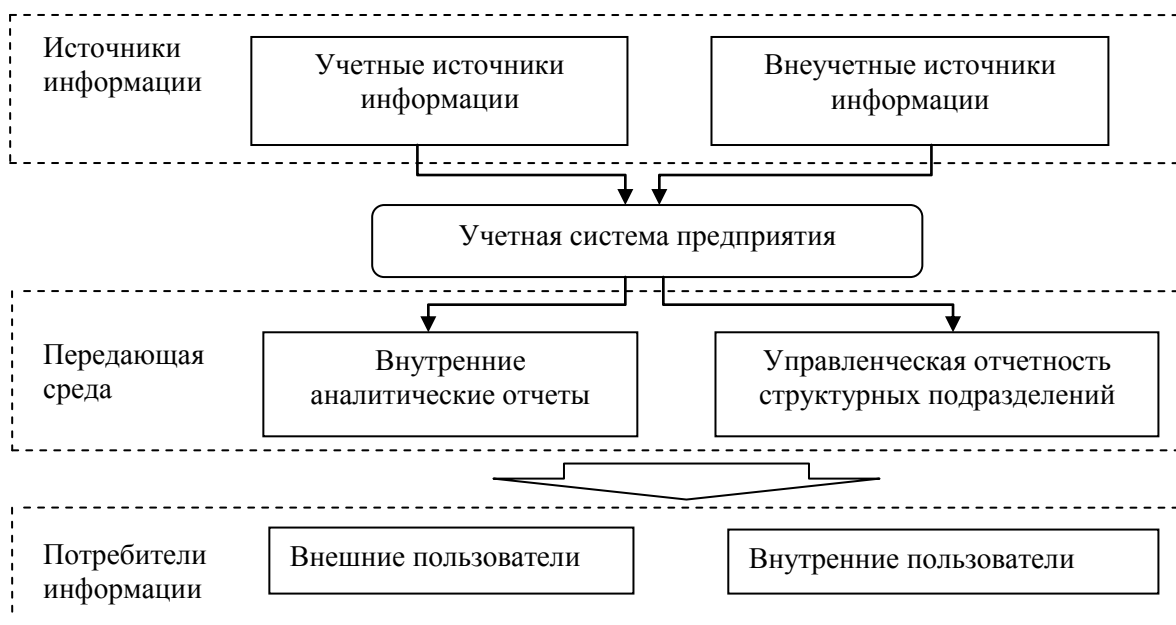 Источники
информации
Учетные источники
информации
Внеучетные источники
информации
Учетная система предприятия
Передающая
среда
Внутренние
аналитические отчеты
Управленческая отчетность
структурных подразделений
Потребители
информации
Внешние пользователи
Внутренние пользователи